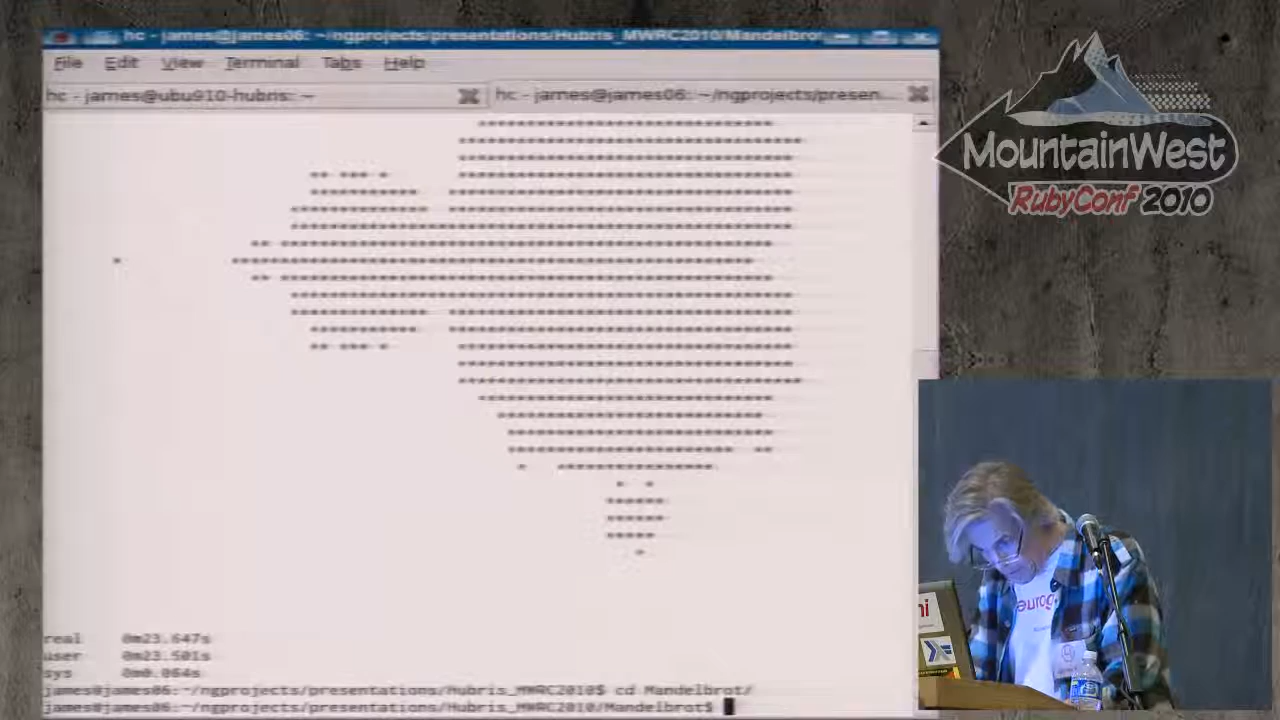 hc - james@james06: ~/ngprojects/presentations/Hubris_MWRC2010/Mandelbrot
File Edit View Terminal Tabs Help
hc - james@ubu910-hubris: ~
hc - james@james06: ~/ngprojects/presen...
MountainWest
RubyConf 2010
real 0m23.647s
user 0m23.501s
sys 0m0.064s
james@james06:~/ngprojects/presentations/Hubris_MWRC2010$ cd Mandelbrot/
james@james06:~/ngprojects/presentations/Hubris_MWRC2010/Mandelbrot$